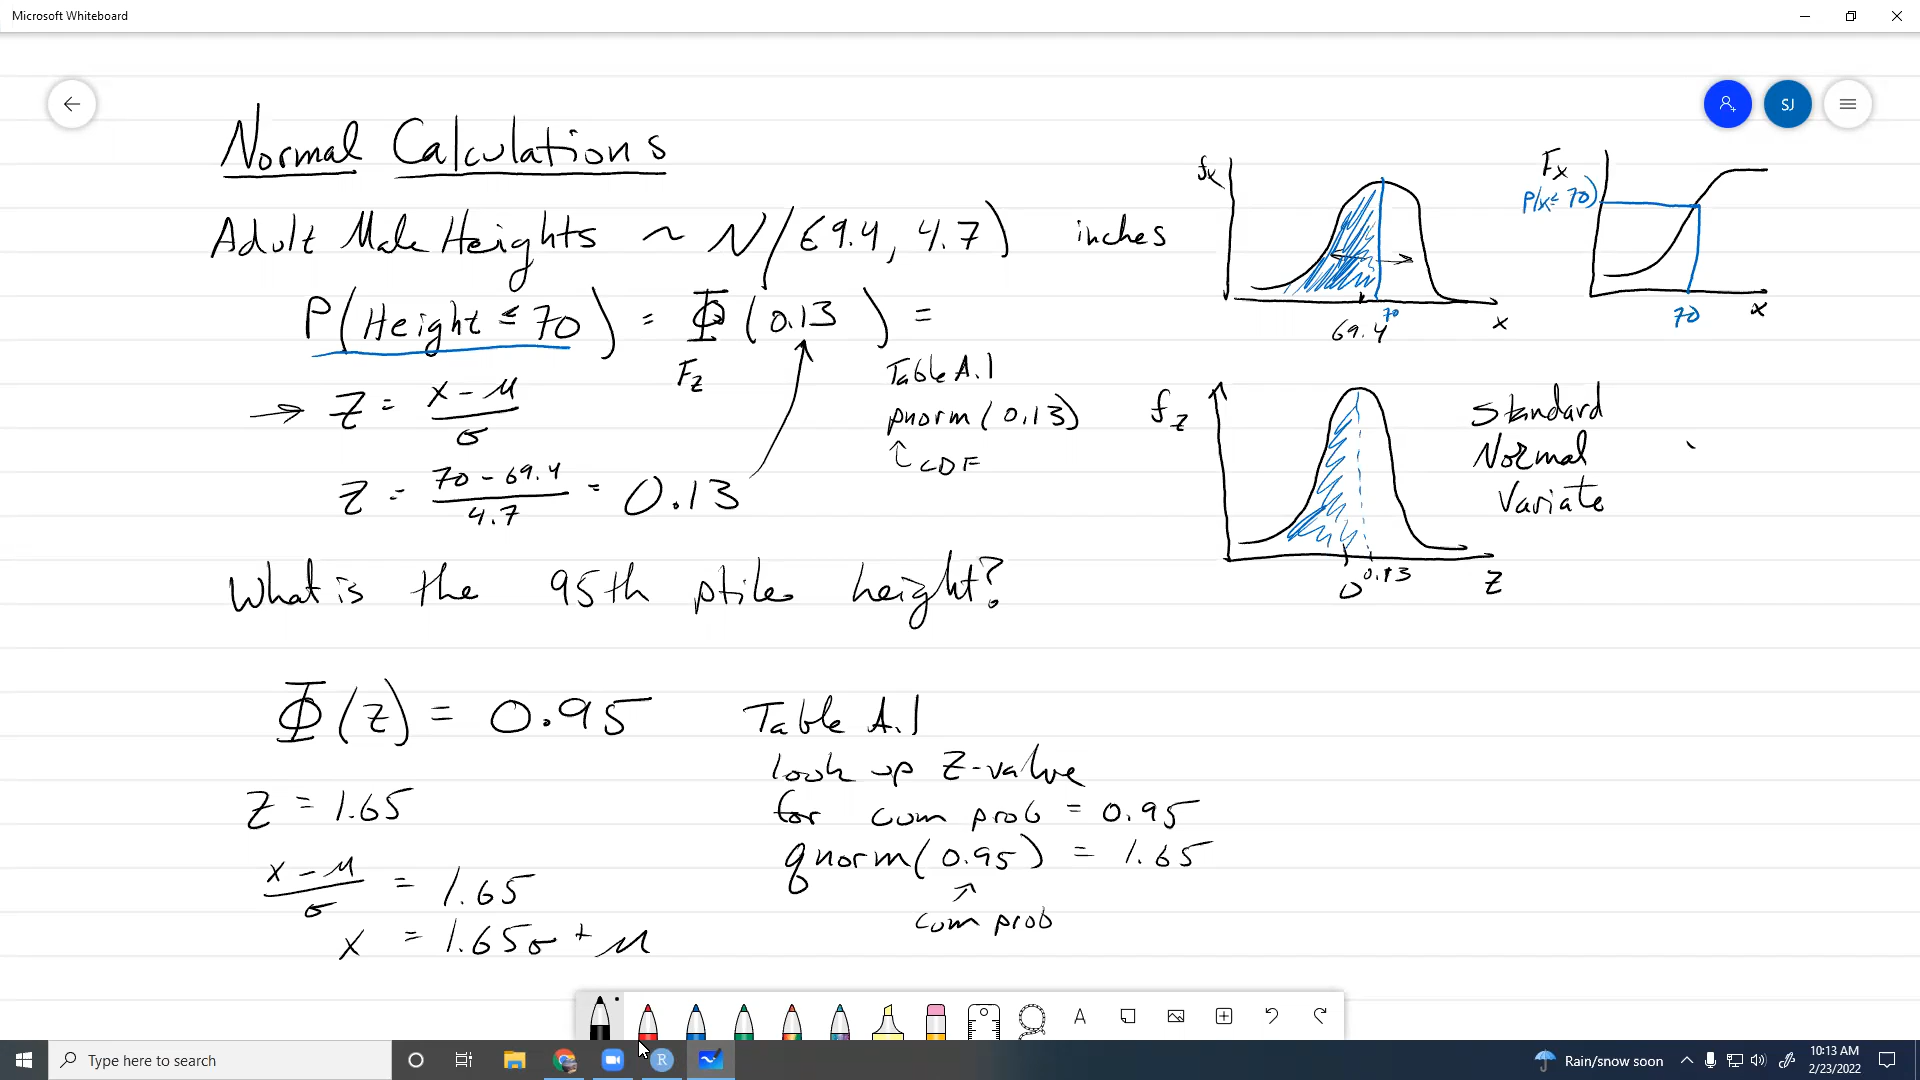 Microsoft Whiteboard
SJ
Normal Calculations
Adult Male Heights ~ N(69.4, 4.7) inches
P(Height ≤ 70) = Φ(0.13) =
F_Z
Table A.1
pnorm(0.13)
↑ CDF
→ Z = (x - μ)/σ
Z = (70 - 69.4)/4.7 = 0.13
What is the 95th ptile height?
Φ(z) = 0.95
Z = 1.65
(x - μ)/σ = 1.65
x = 1.65σ + μ
Table A.1
look up Z-value
for cum prob = 0.95
qnorm(0.95) = 1.65
↑
cum prob
f_X
69.4
70
x
F_X
P(X ≤ 70)
70
x
f_Z
0
0.13
Z
Standard
Normal
Variate
A
Type here to search
R
Rain/snow soon
10:13 AM
2/23/2022